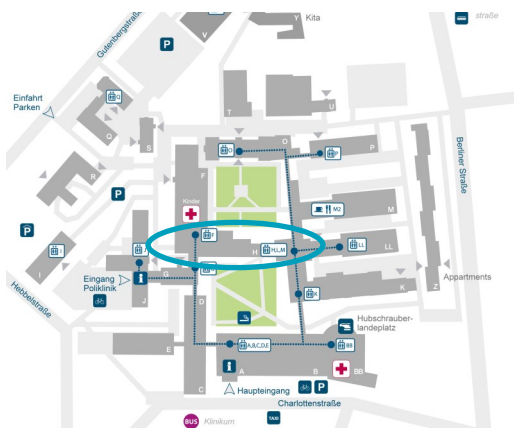 Kita
straße
Gutenbergstraße
P
V
Y
Einfahrt
Parken
Q
Q
T
U
S
O
O
P
P
R
F
Kinder
P
Berliner Straße
M2
M
P
F
J
H
H,L,M
LL
LL
I
Eingang
Poliklinik
i
G
Appartments
Hebbelstraße
J
D
K
K
Z
Hubschrauber-
landeplatz
E
A,B,C,D,E
BB
i
A
B
BB
C
Haupteingang
P
Charlottenstraße
BUS
Klinikum
TAXI